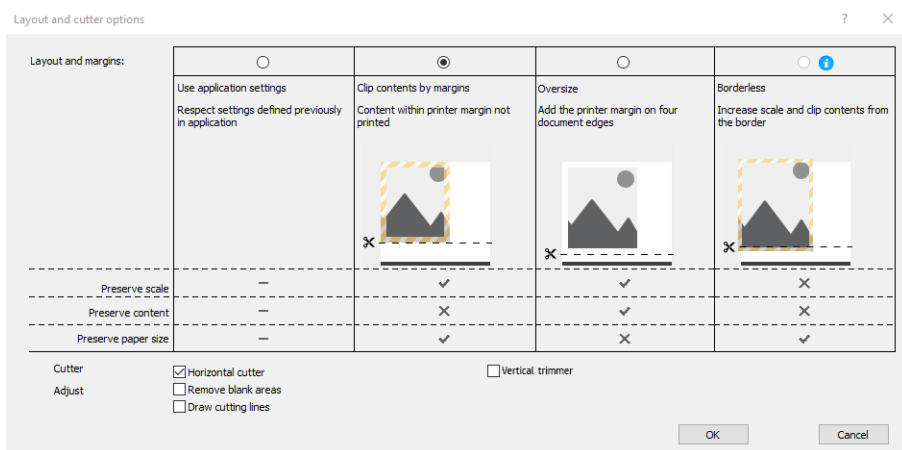 Layout and cutter options
?
Layout and margins:
Use application settings
Clip contents by margins
Oversize
Borderless
Respect settings defined previously
in application
Content within printer margin not
printed
Add the printer margin on four
document edges
Increase scale and clip contents from
the border
Preserve scale
Preserve content
Preserve paper size
Cutter
Horizontal cutter
Vertical trimmer
Adjust
Remove blank areas
Draw cutting lines
OK
Cancel